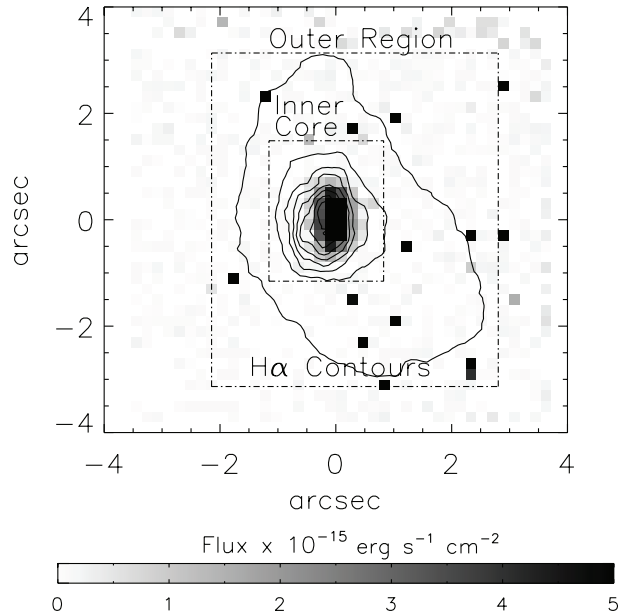 4
Outer Region
2
Inner
Core
0
arcsec
−2
Hα Contours
−4
−4 −2 0 2 4
arcsec
Flux x 10⁻¹⁵ erg s⁻¹ cm⁻²
0 1 2 3 4 5